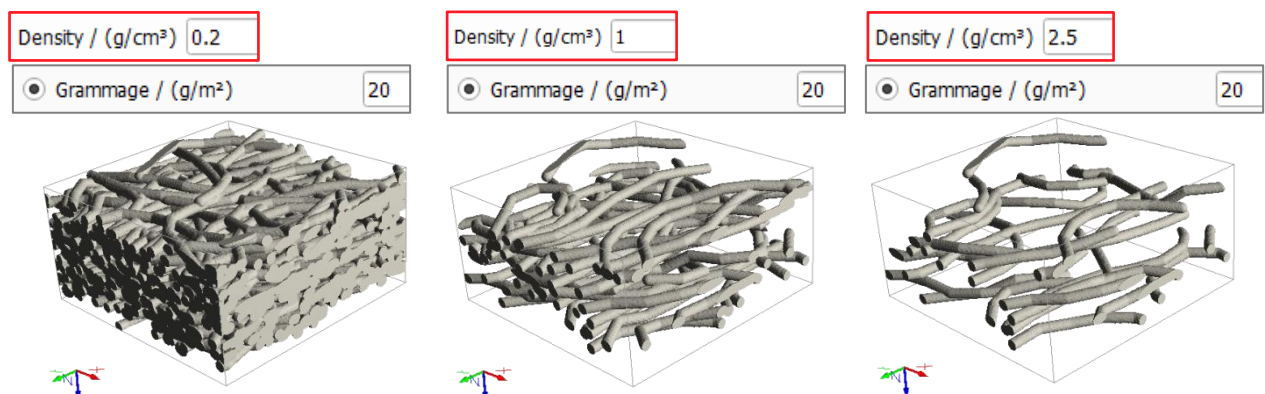 Density / (g/cm³) 0.2
Grammage / (g/m²) 20
Density / (g/cm³) 1
Grammage / (g/m²) 20
Density / (g/cm³) 2.5
Grammage / (g/m²) 20